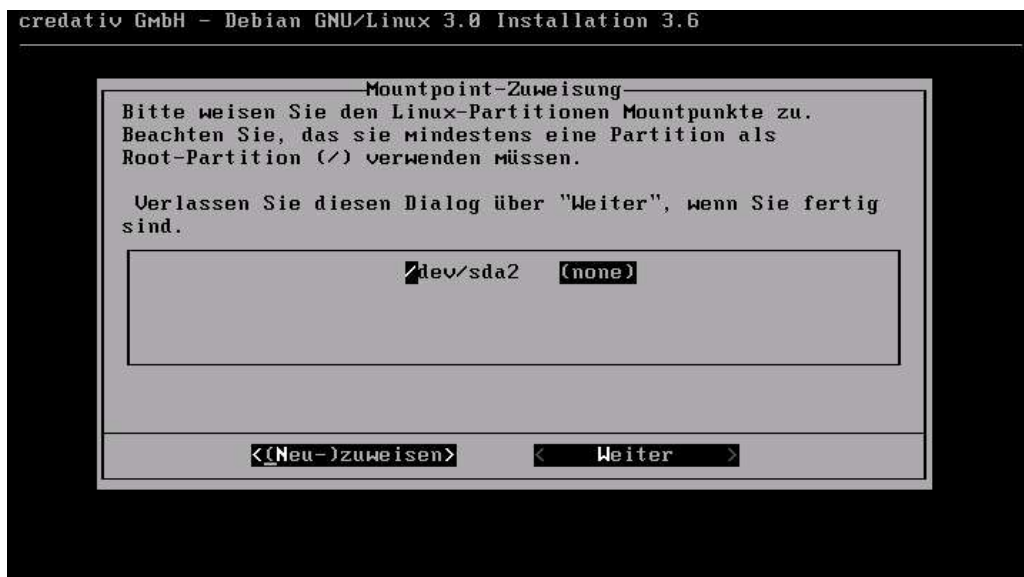 credativ GmbH - Debian GNU/Linux 3.0 Installation 3.6
Mountpoint-Zuweisung
Bitte weisen Sie den Linux-Partitionen Mountpunkte zu.
Beachten Sie, das sie mindestens eine Partition als
Root-Partition (/) verwenden müssen.
Verlassen Sie diesen Dialog über "Weiter", wenn Sie fertig
sind.
/dev/sda2 (none)
<(Neu-)zuweisen> < Weiter >